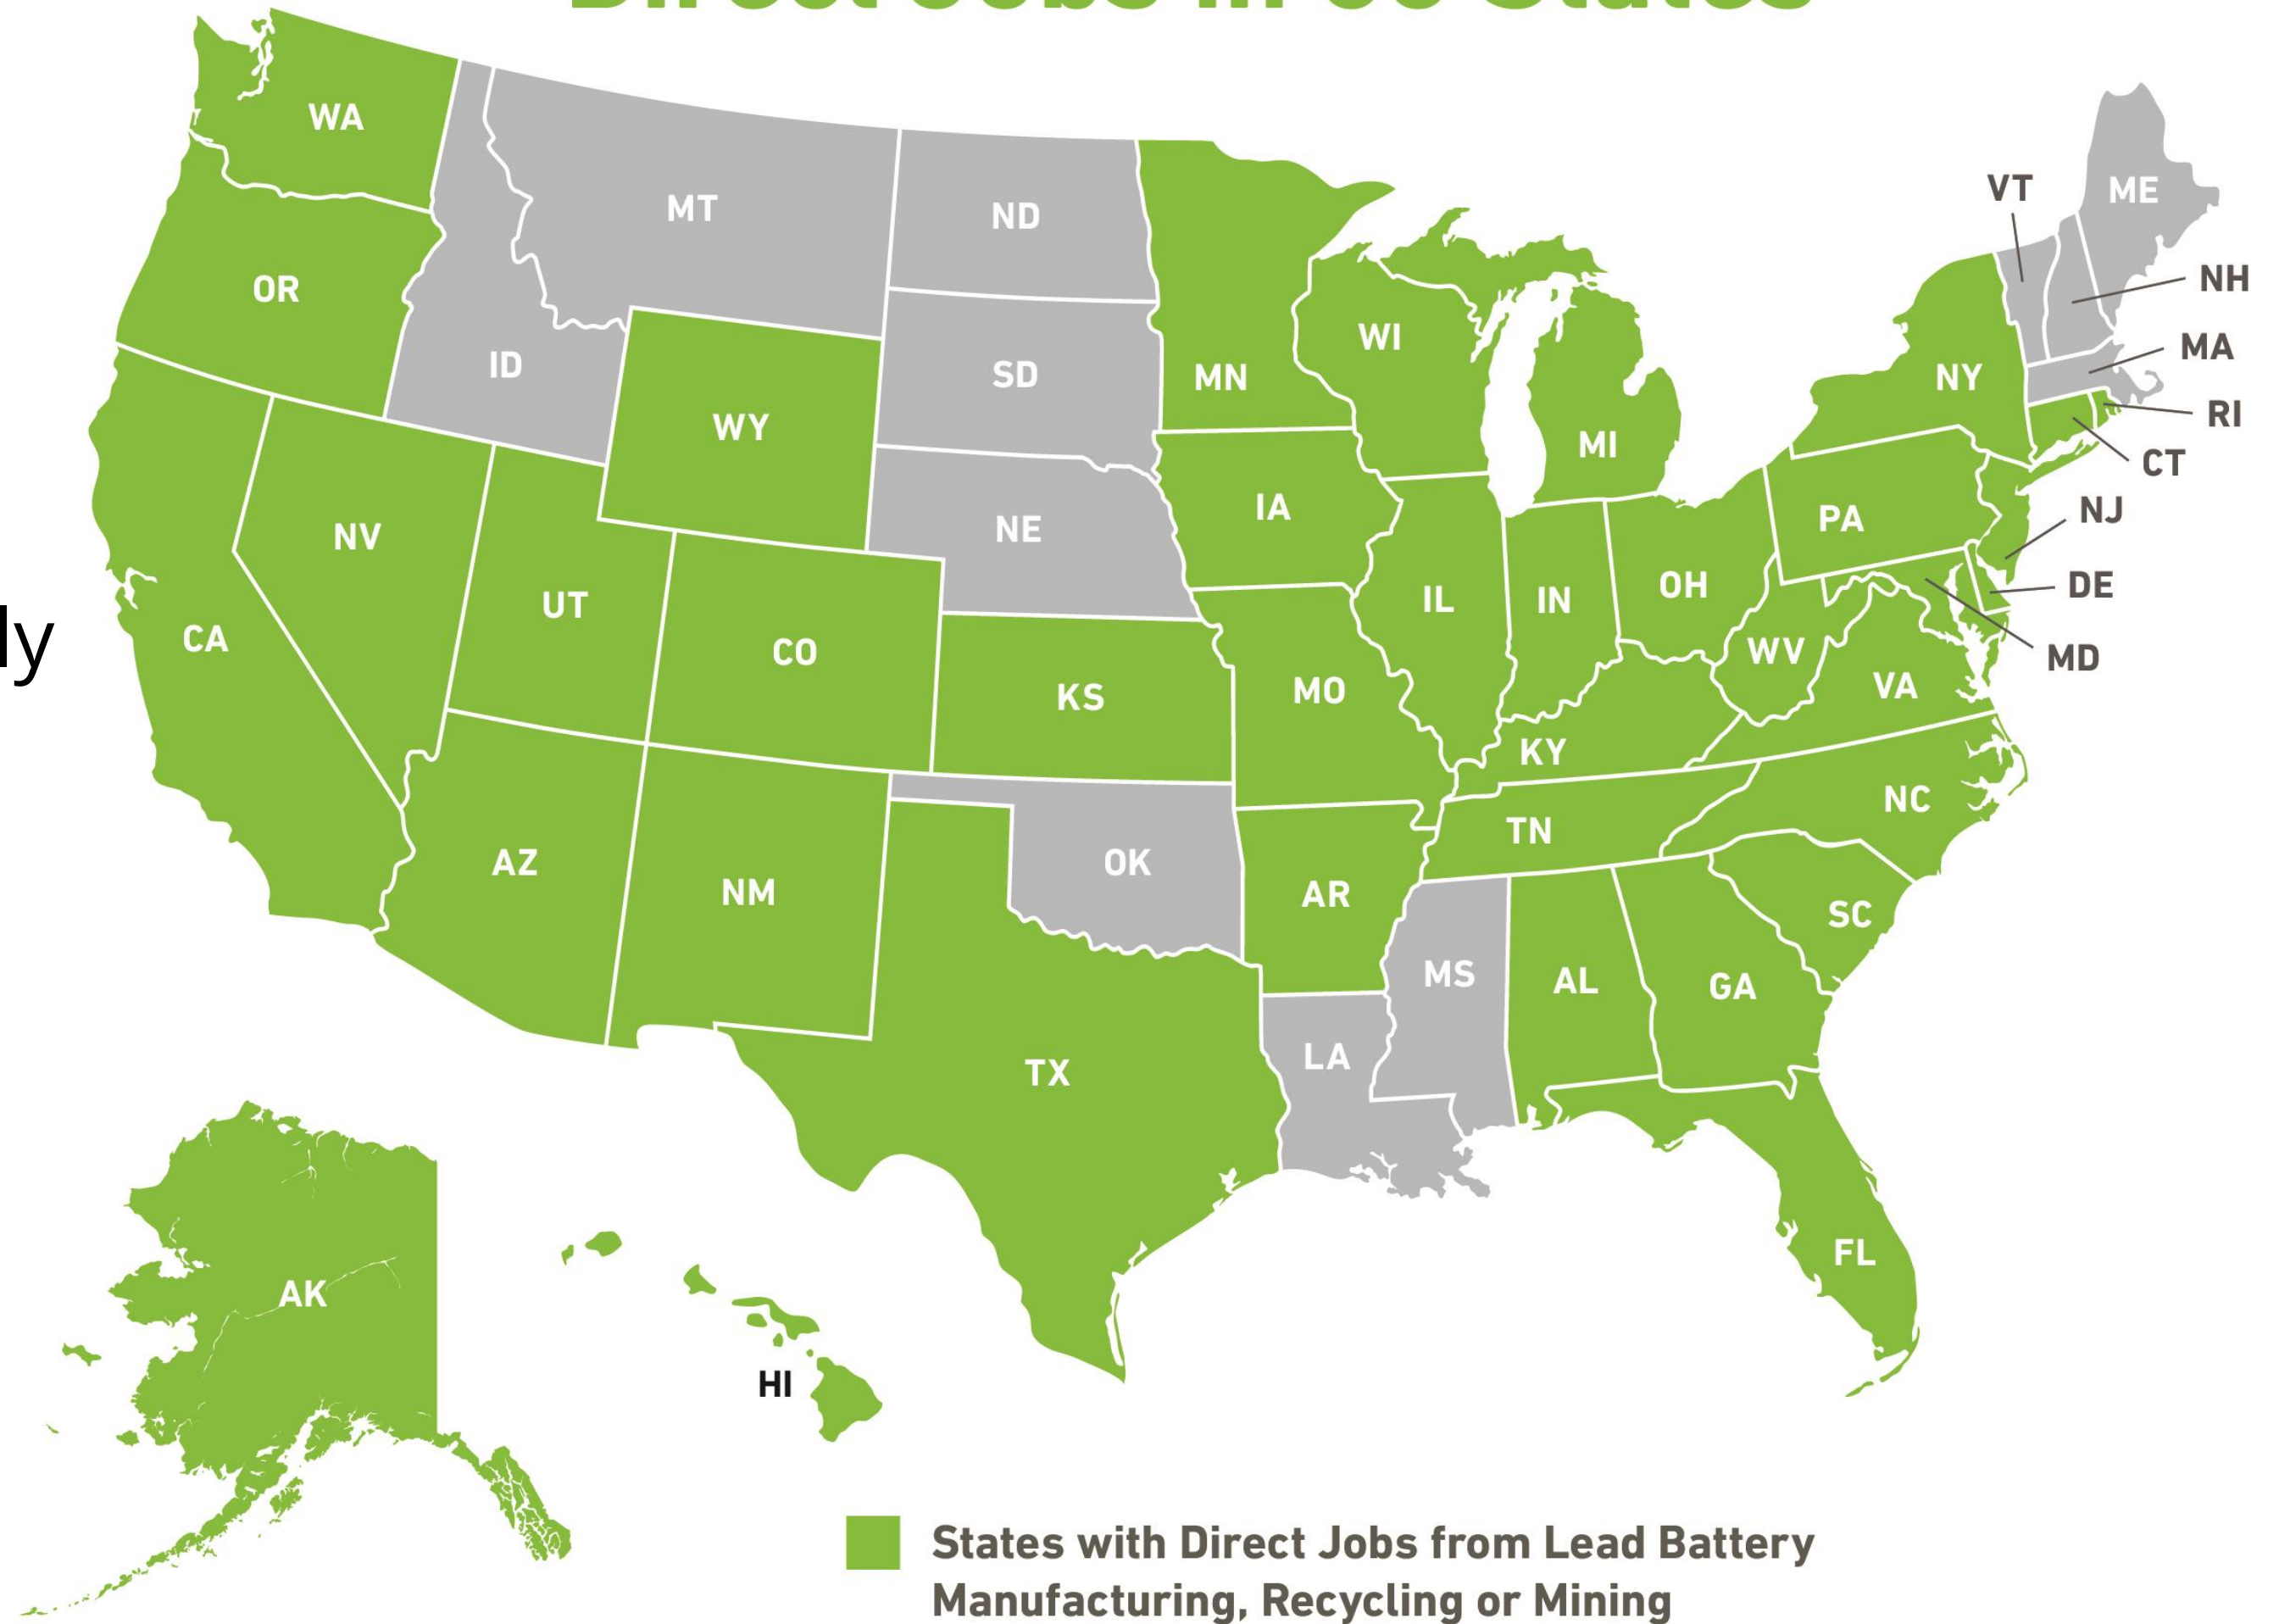 WA
MT
ND
VT
ME
OR
NH
ID
SD
MN
WI
MA
NY
RI
WY
MI
CT
NV
NE
IA
PA
NJ
UT
IL
IN
OH
DE
ly
CA
CO
WV
MD
KS
MO
VA
KY
NC
AZ
NM
OK
TN
AR
SC
MS
AL
GA
TX
LA
FL
AK
HI
States with Direct Jobs from Lead Battery
Manufacturing, Recycling or Mining